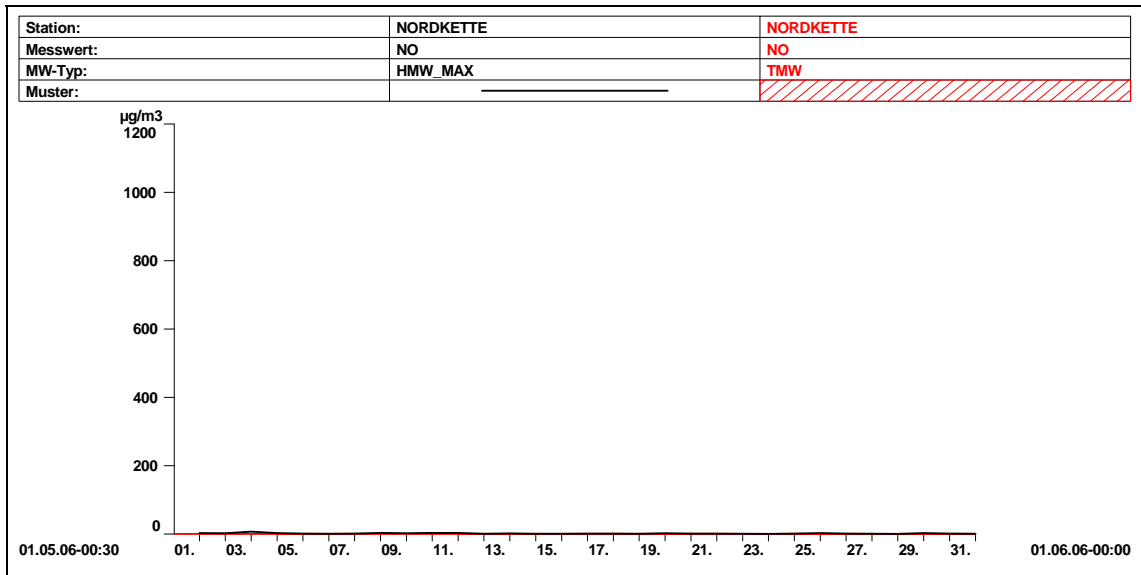 Station: NORDKETTE NORDKETTE
Messwert: NO NO
MW-Typ: HMW_MAX TMW
Muster:
µg/m3
1200
1000
800
600
400
200
0
01.05.06-00:30 01. 03. 05. 07. 09. 11. 13. 15. 17. 19. 21. 23. 25. 27. 29. 31. 01.06.06-00:00